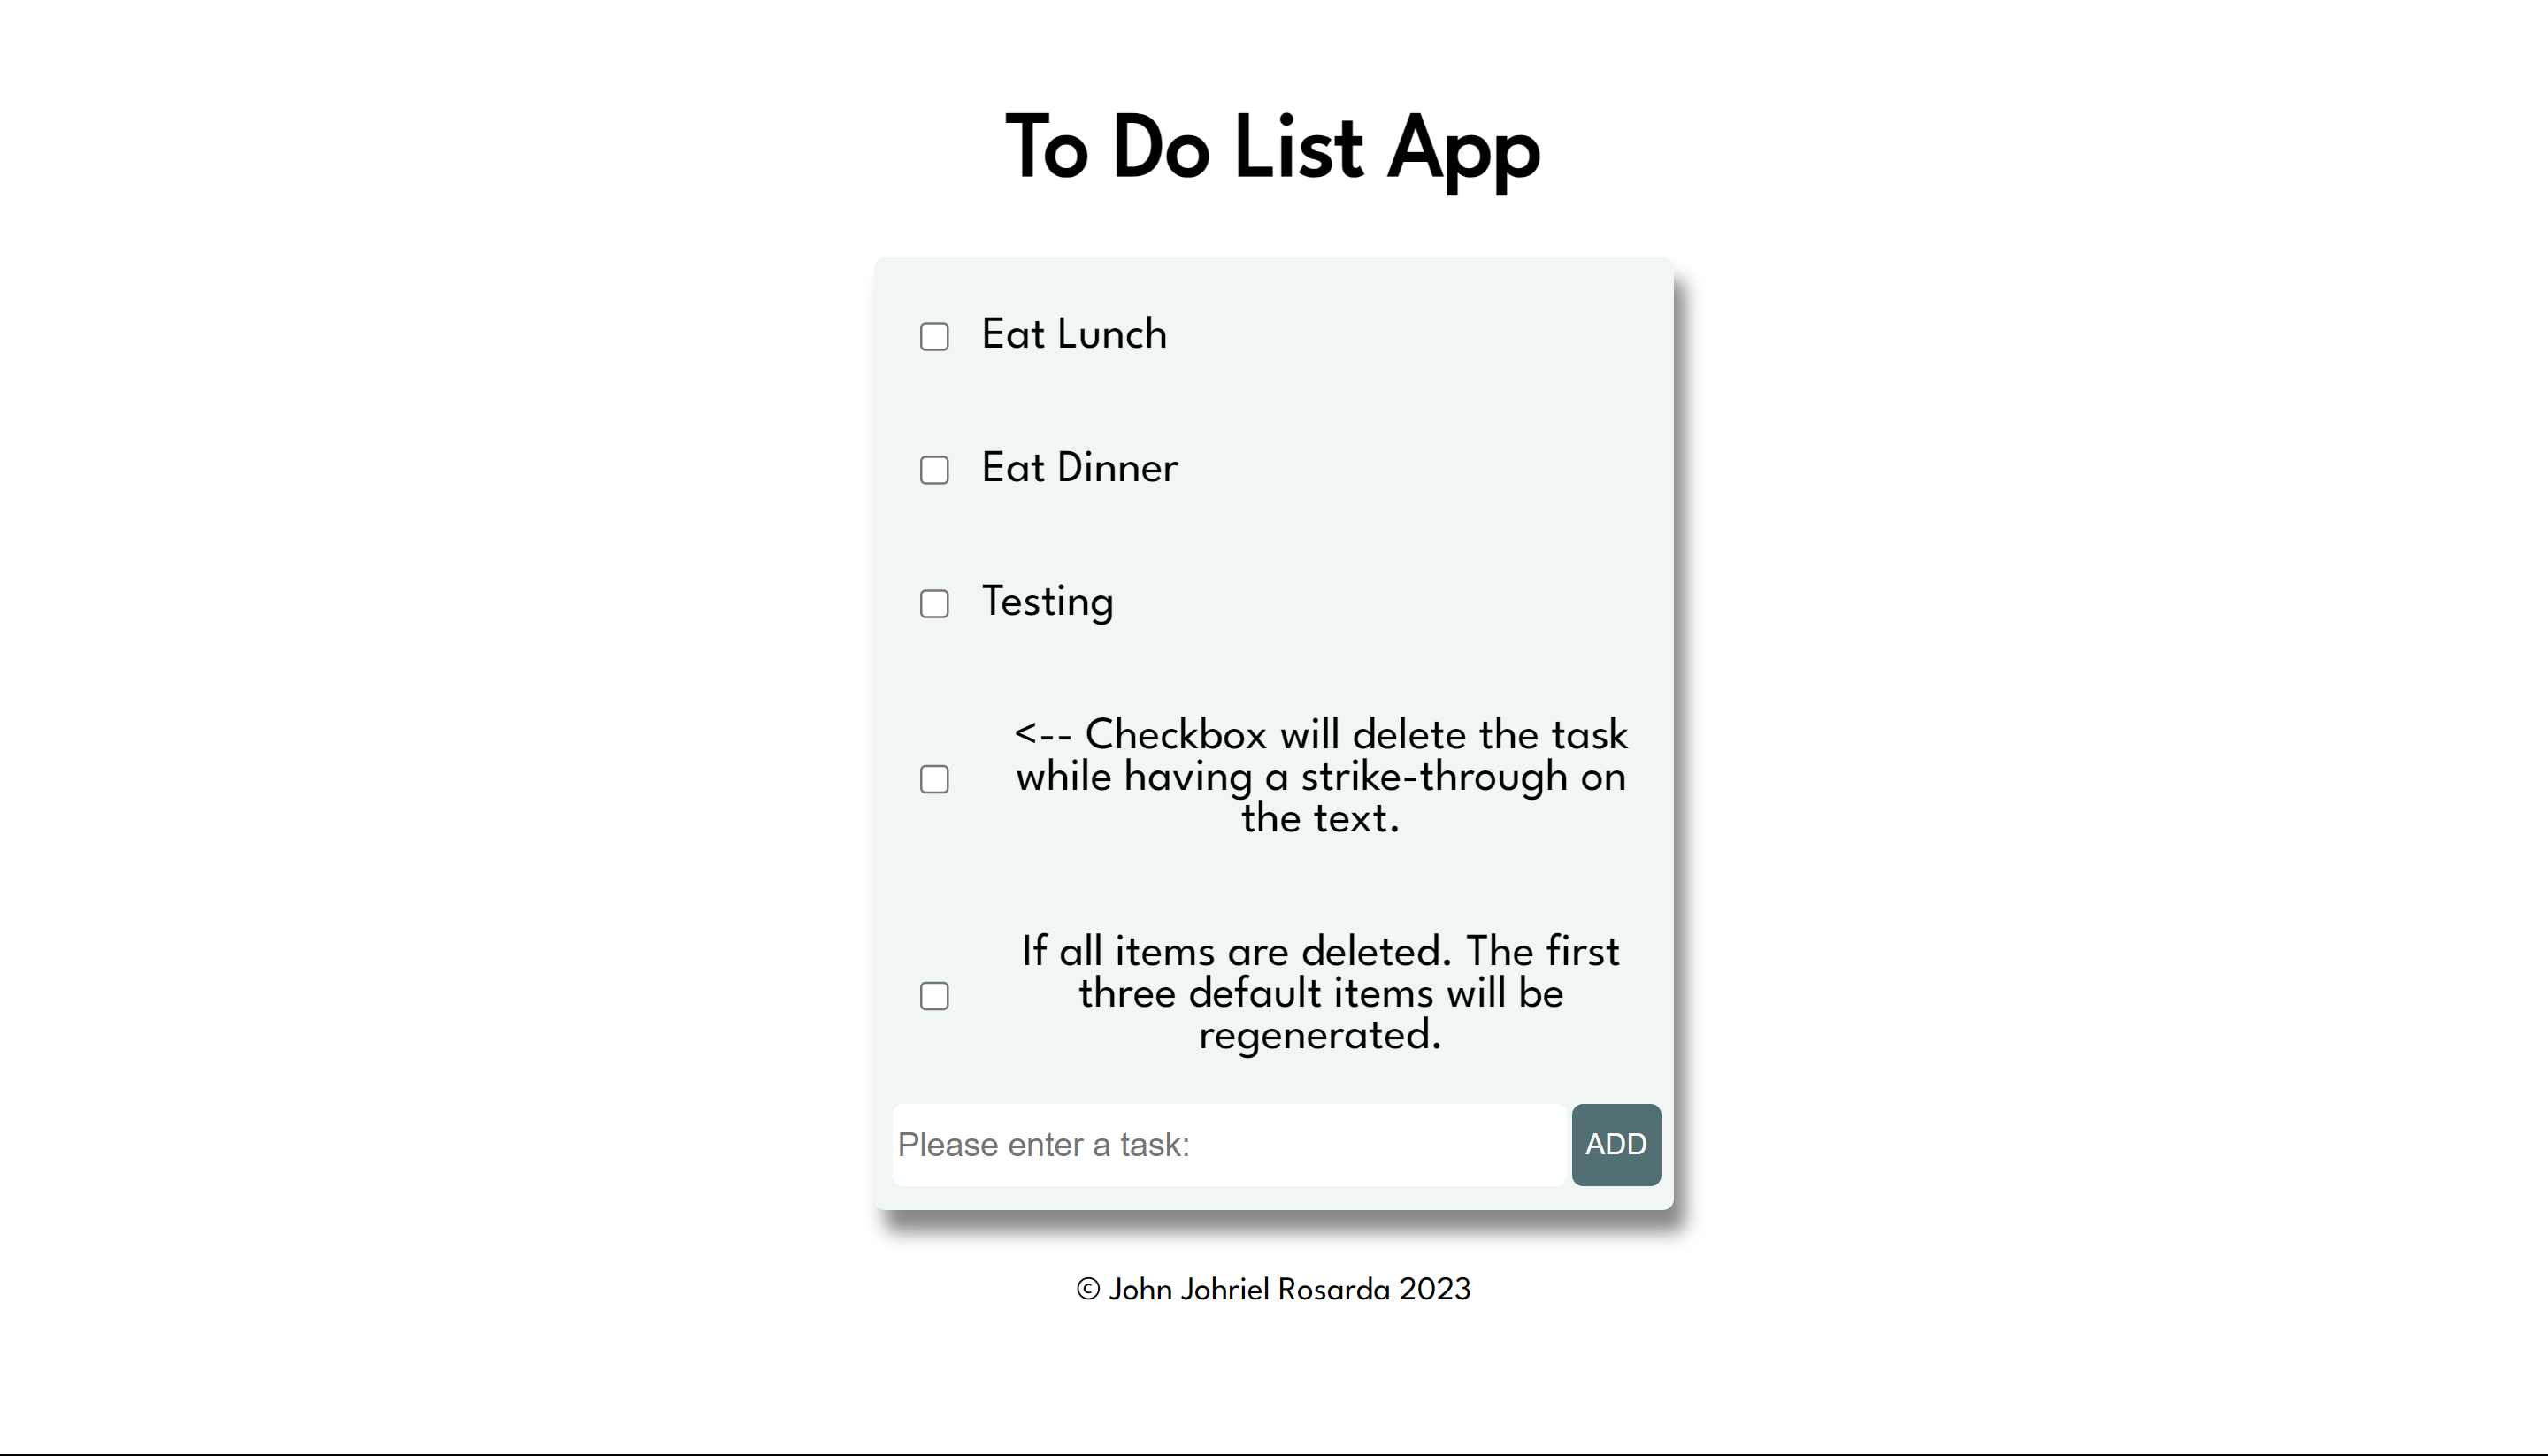 To Do List App
Eat Lunch
Eat Dinner
Testing
<-- Checkbox will delete the task
while having a strike-through on
the text.
If all items are deleted. The first
three default items will be
regenerated.
Please enter a task:
ADD
© John Johriel Rosarda 2023